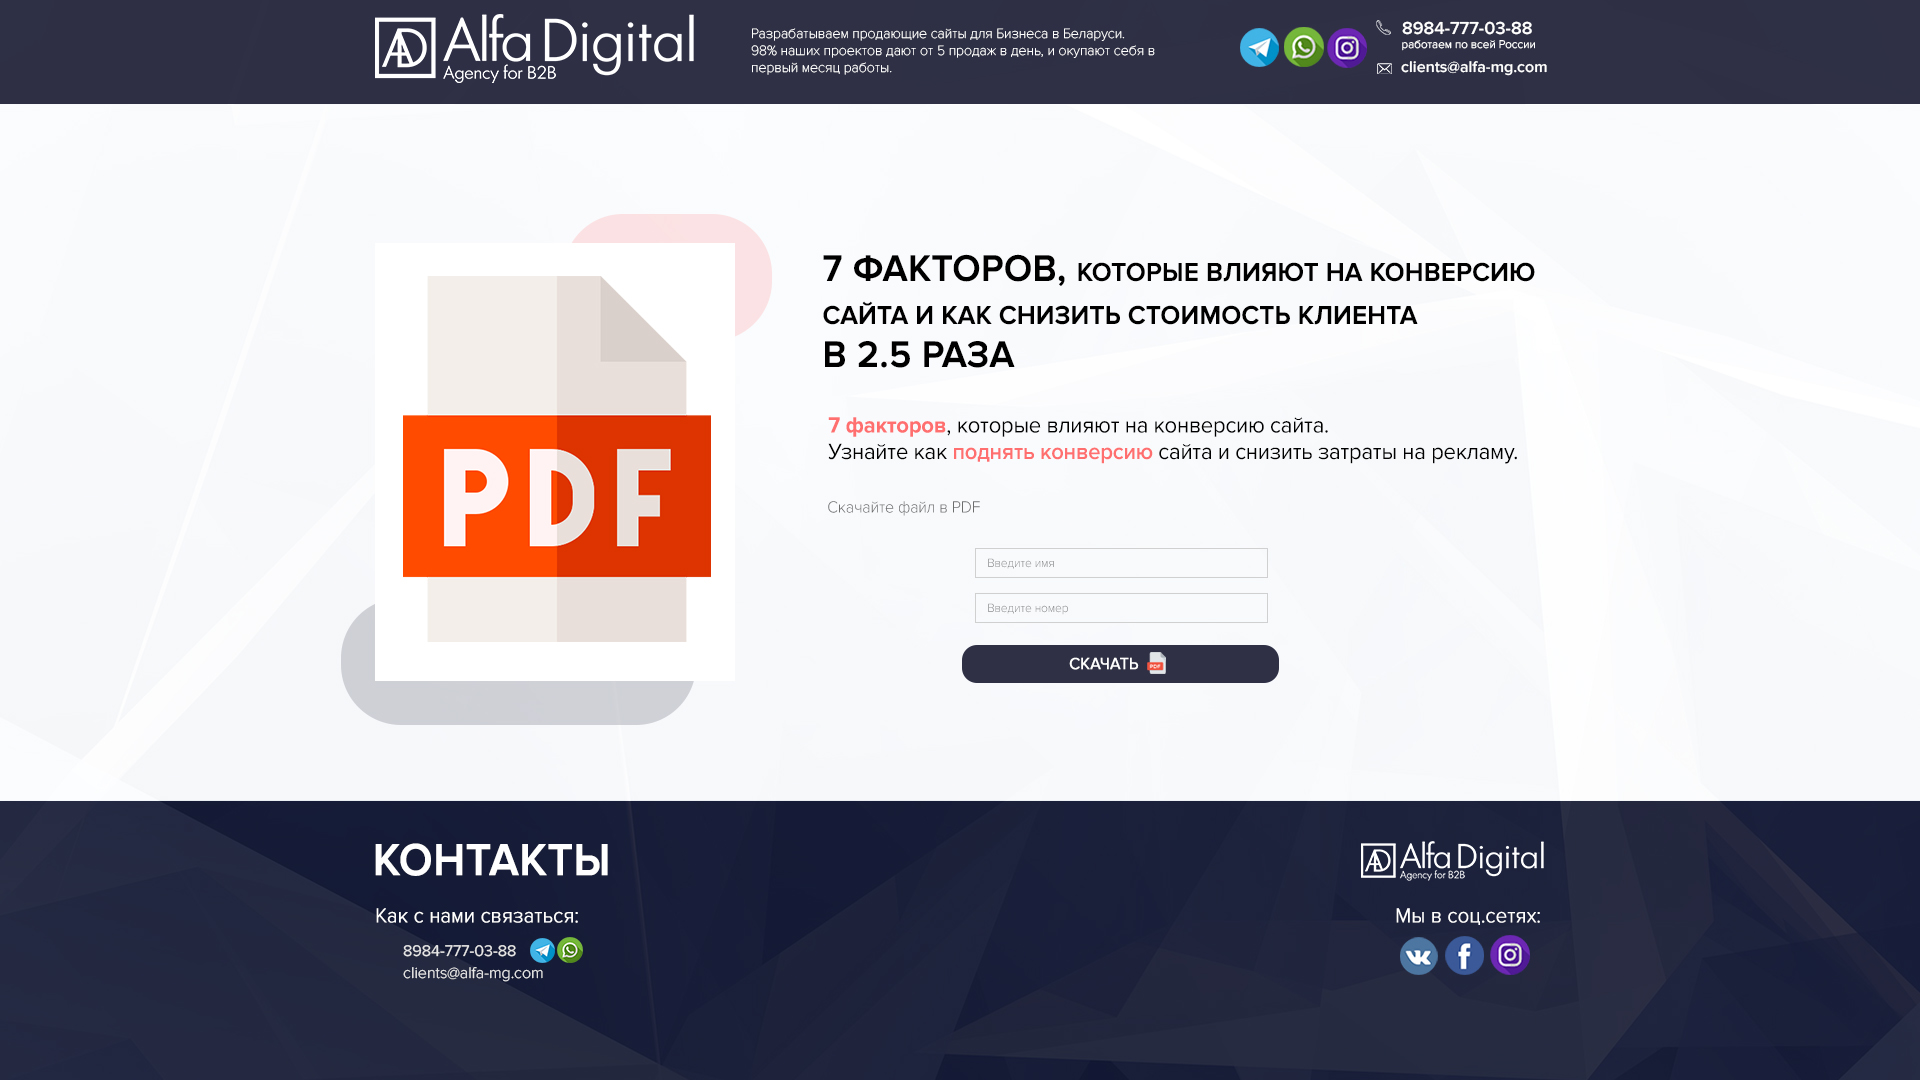 AD Alfa Digital
Agency for B2B
Разрабатываем продающие сайты для Бизнеса в Беларуси.
98% наших проектов дают от 5 продаж в день, и окупают себя в
первый месяц работы.
8984-777-03-88
работаем по всей России
clients@alfa-mg.com
7 ФАКТОРОВ, КОТОРЫЕ ВЛИЯЮТ НА КОНВЕРСИЮ
САЙТА И КАК СНИЗИТЬ СТОИМОСТЬ КЛИЕНТА
В 2.5 РАЗА
PDF
7 факторов, которые влияют на конверсию сайта.
Узнайте как поднять конверсию сайта и снизить затраты на рекламу.
Скачайте файл в PDF
Введите имя
Введите номер
СКАЧАТЬ PDF
КОНТАКТЫ
Как с нами связаться:
8984-777-03-88
clients@alfa-mg.com
AD Alfa Digital
Agency for B2B
Мы в соц.сетях: